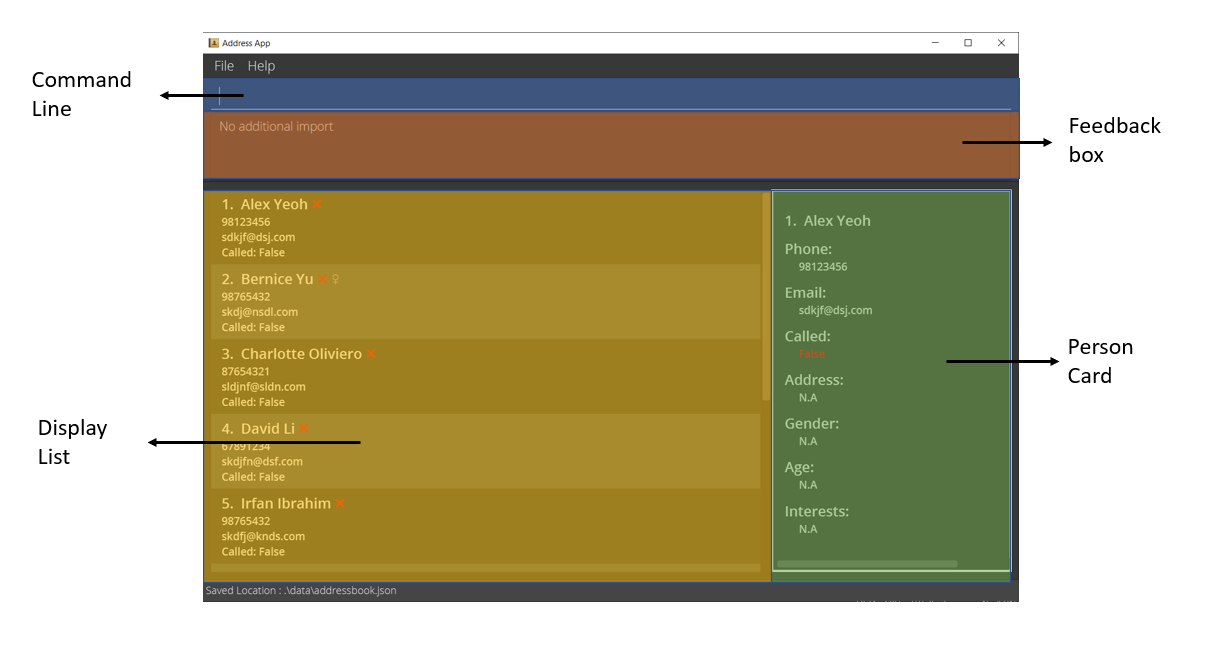 Address App
File Help
Command
Line
No additional import
Feedback
box
1. Alex Yeoh
98123456
sdkjf@dsj.com
Called: False
2. Bernice Yu ♀
98765432
skdj@nsdl.com
Called: False
3. Charlotte Oliviero
87654321
sldjnf@sldn.com
Called: False
Display
List
4. David Li
67891234
skdjfn@dsf.com
Called: False
5. Irfan Ibrahim
98765432
skdfj@knds.com
Called: False
1. Alex Yeoh
Phone:
98123456
Email:
sdkjf@dsj.com
Called:
False
Address:
N.A
Gender:
N.A
Age:
N.A
Interests:
N.A
Person
Card
Saved Location : .\data\addressbook.json